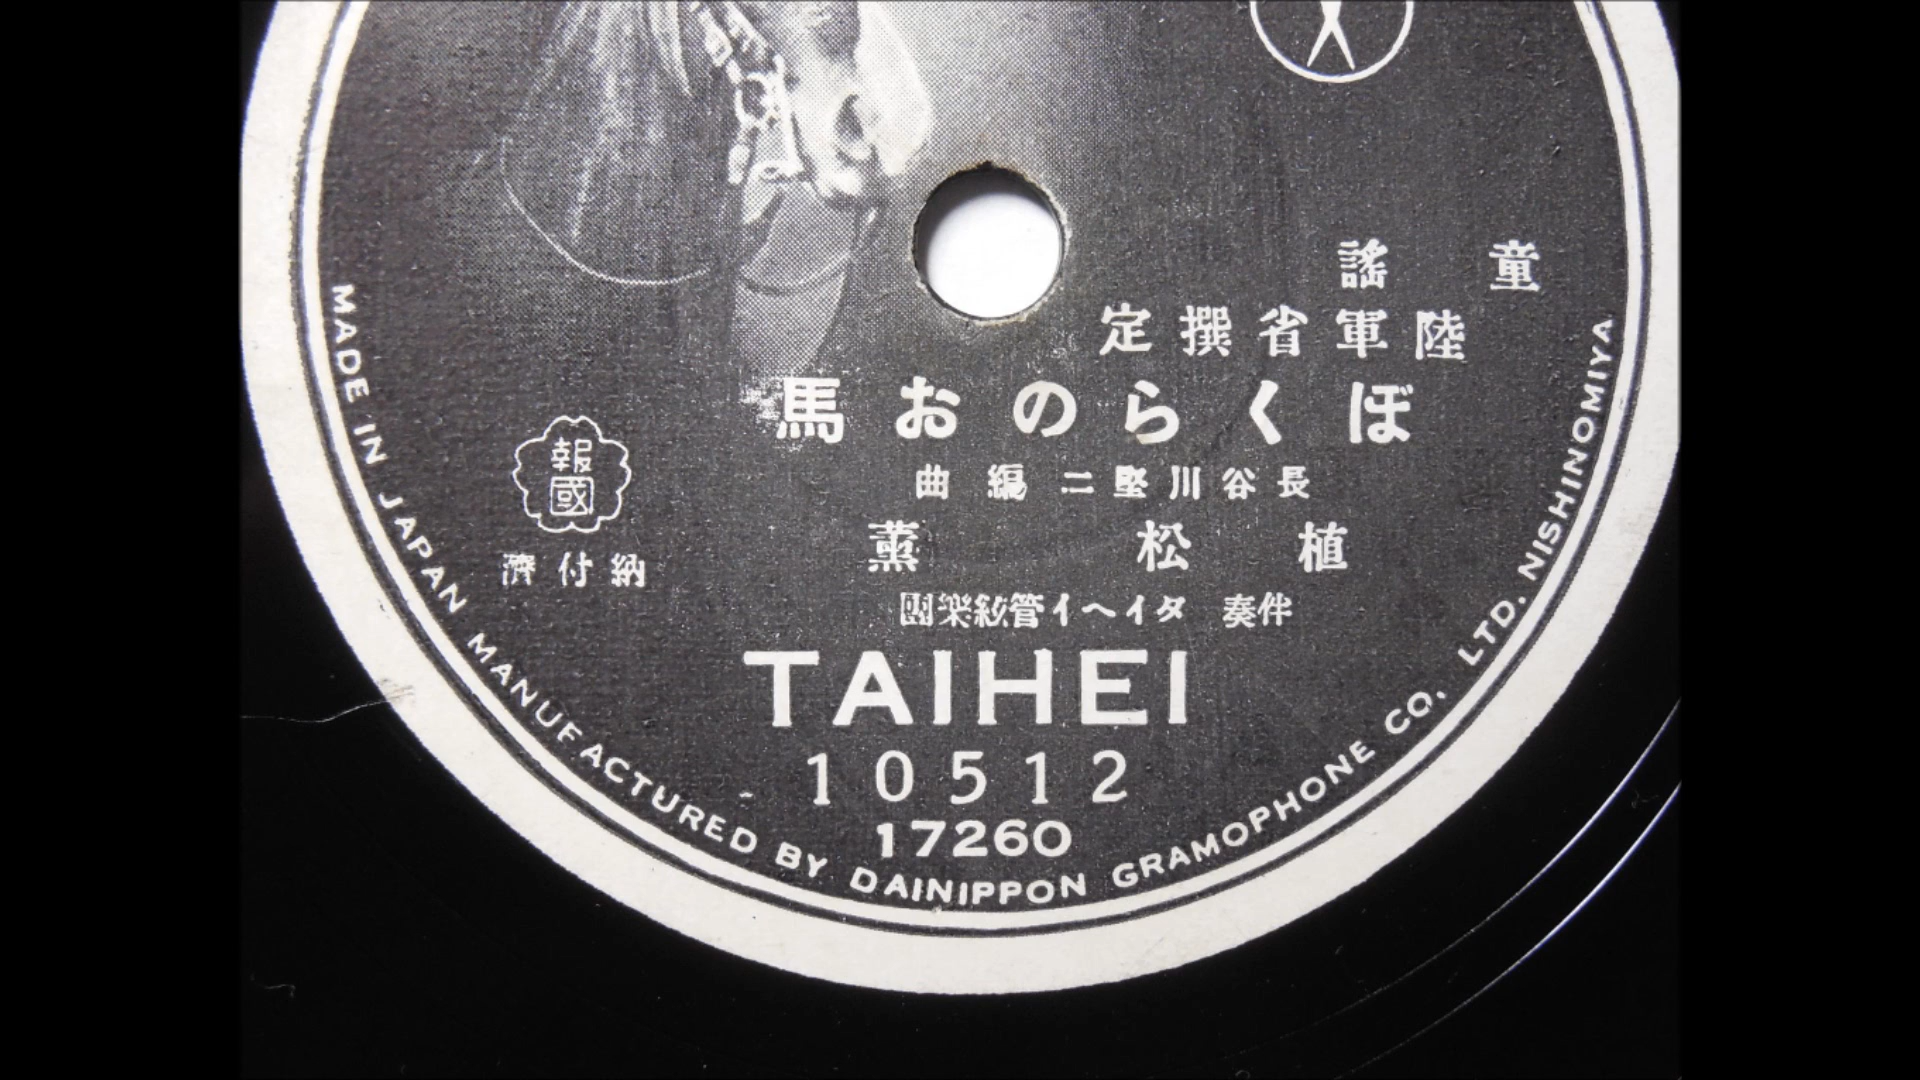 童謠
陸軍省撰定
ぼくらのお馬
長谷川堅二編曲
植松薫
伴奏 タイヘイ管絃樂團
報
國
納付濟
TAIHEI
10512
17260
MADE IN JAPAN MANUFACTURED BY DAINIPPON GRAMOPHONE CO. LTD. NISHINOMIYA